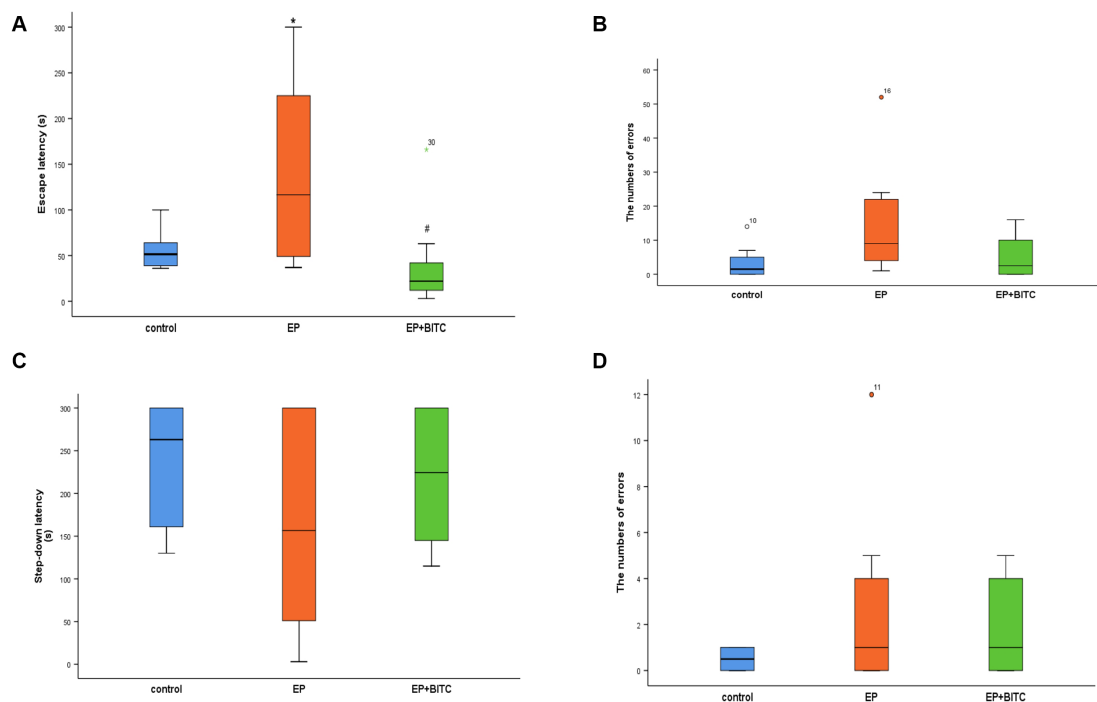 A
*
300
250
200
150
100
50
0
Escape latency (s)
30
*
#
control
EP
EP+BITC
B
60
50
40
30
20
10
0
The numbers of errors
10
16
control
EP
EP+BITC
C
300
250
200
150
100
50
0
Step-down latency
(s)
control
EP
EP+BITC
D
12
10
8
6
4
2
0
The numbers of errors
11
control
EP
EP+BITC